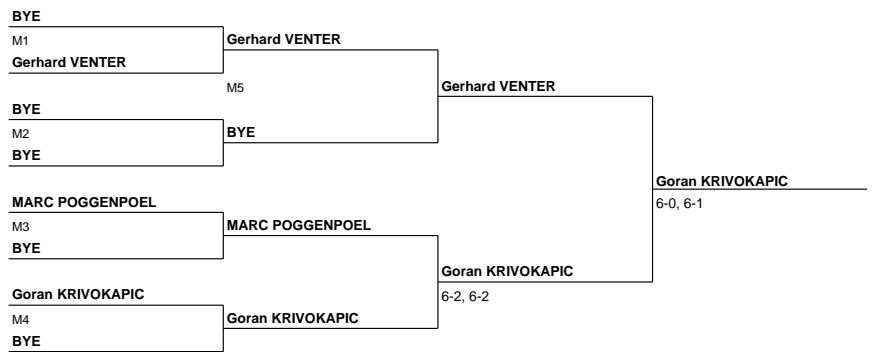 BYE
M1
Gerhard VENTER
Gerhard VENTER
M5
Gerhard VENTER
BYE
M2
BYE
BYE
Goran KRIVOKAPIC
6-0, 6-1
MARC POGGENPOEL
M3
MARC POGGENPOEL
BYE
Goran KRIVOKAPIC
6-2, 6-2
Goran KRIVOKAPIC
M4
Goran KRIVOKAPIC
BYE